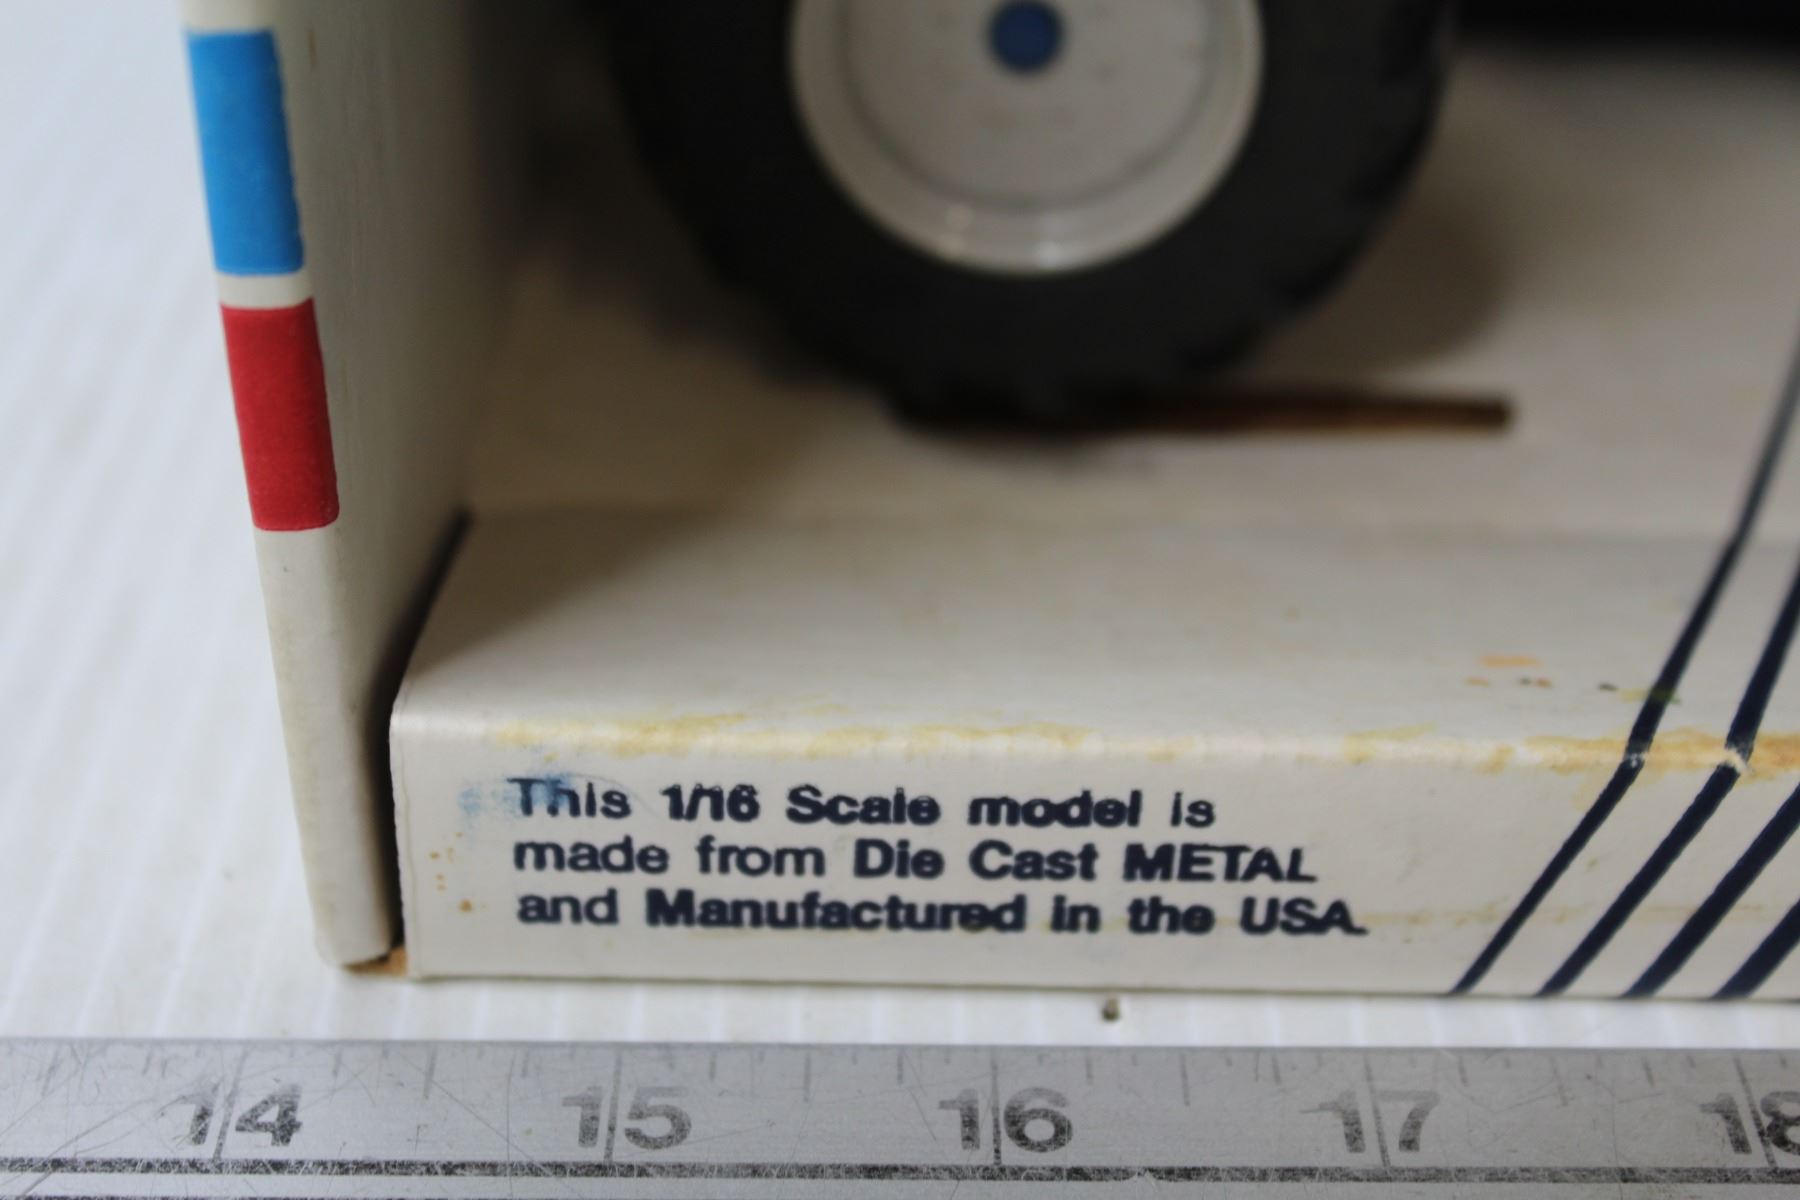 This 1/16 Scale model is
made from Die Cast METAL
and Manufactured in the USA.
14 15 16 17 18